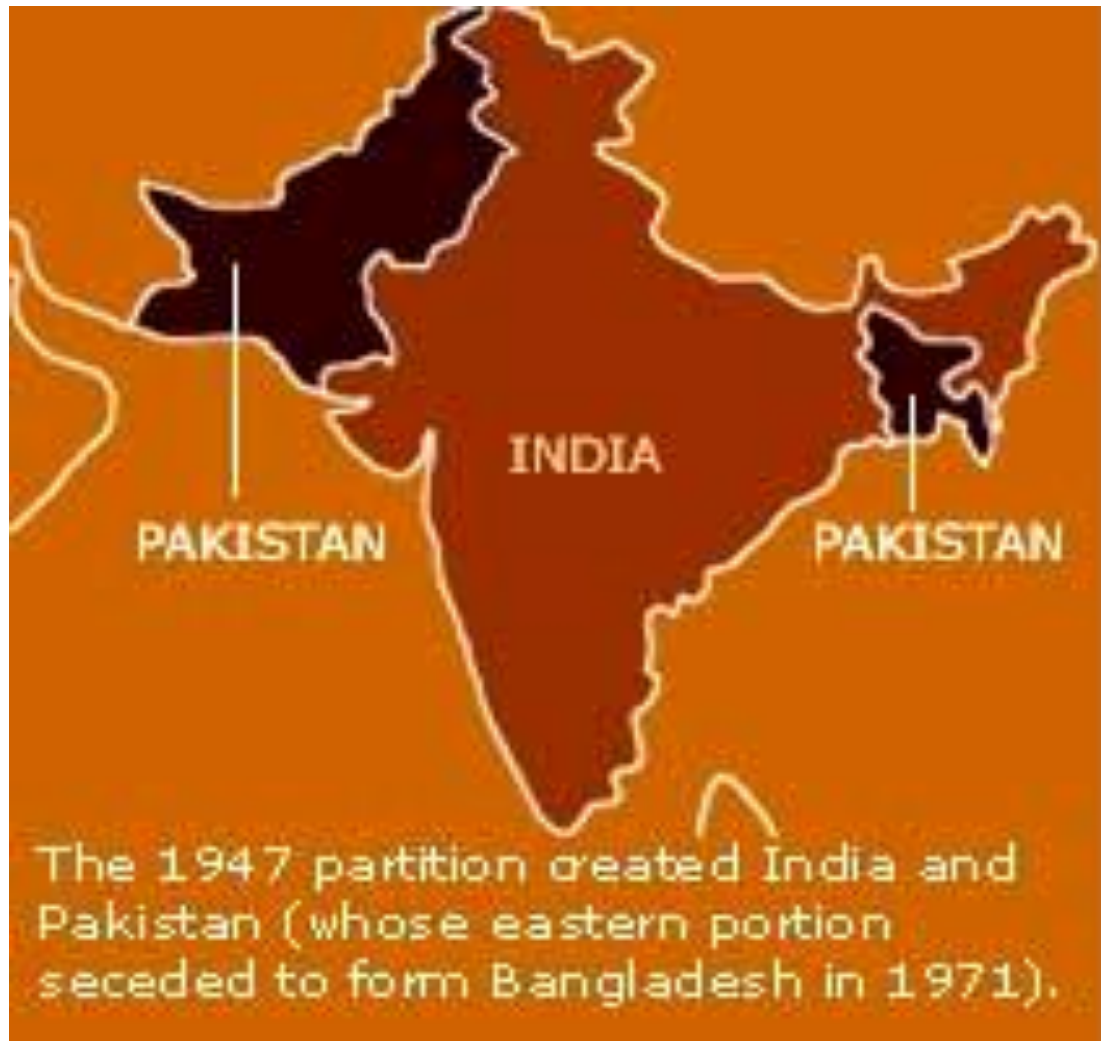 INDIA
PAKISTAN
PAKISTAN
The 1947 partition created India and
Pakistan (whose eastern portion
seceded to form Bangladesh in 1971).